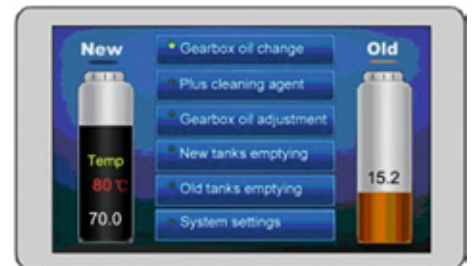 New
Gearbox oil change
Old
Plus cleaning agent
Gearbox oil adjustment
Temp
New tanks emptying
80℃
15.2
Old tanks emptying
70.0
System settings